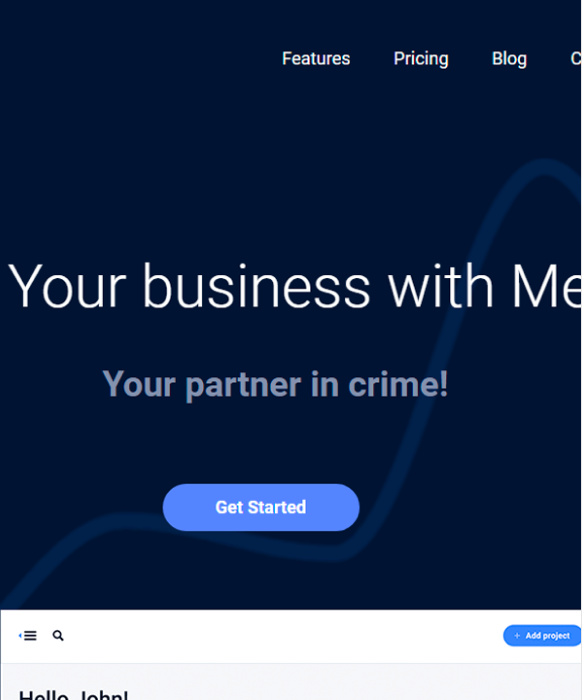 Features Pricing Blog
Your business with Me
Your partner in crime!
Get Started
+ Add project
Hello John!